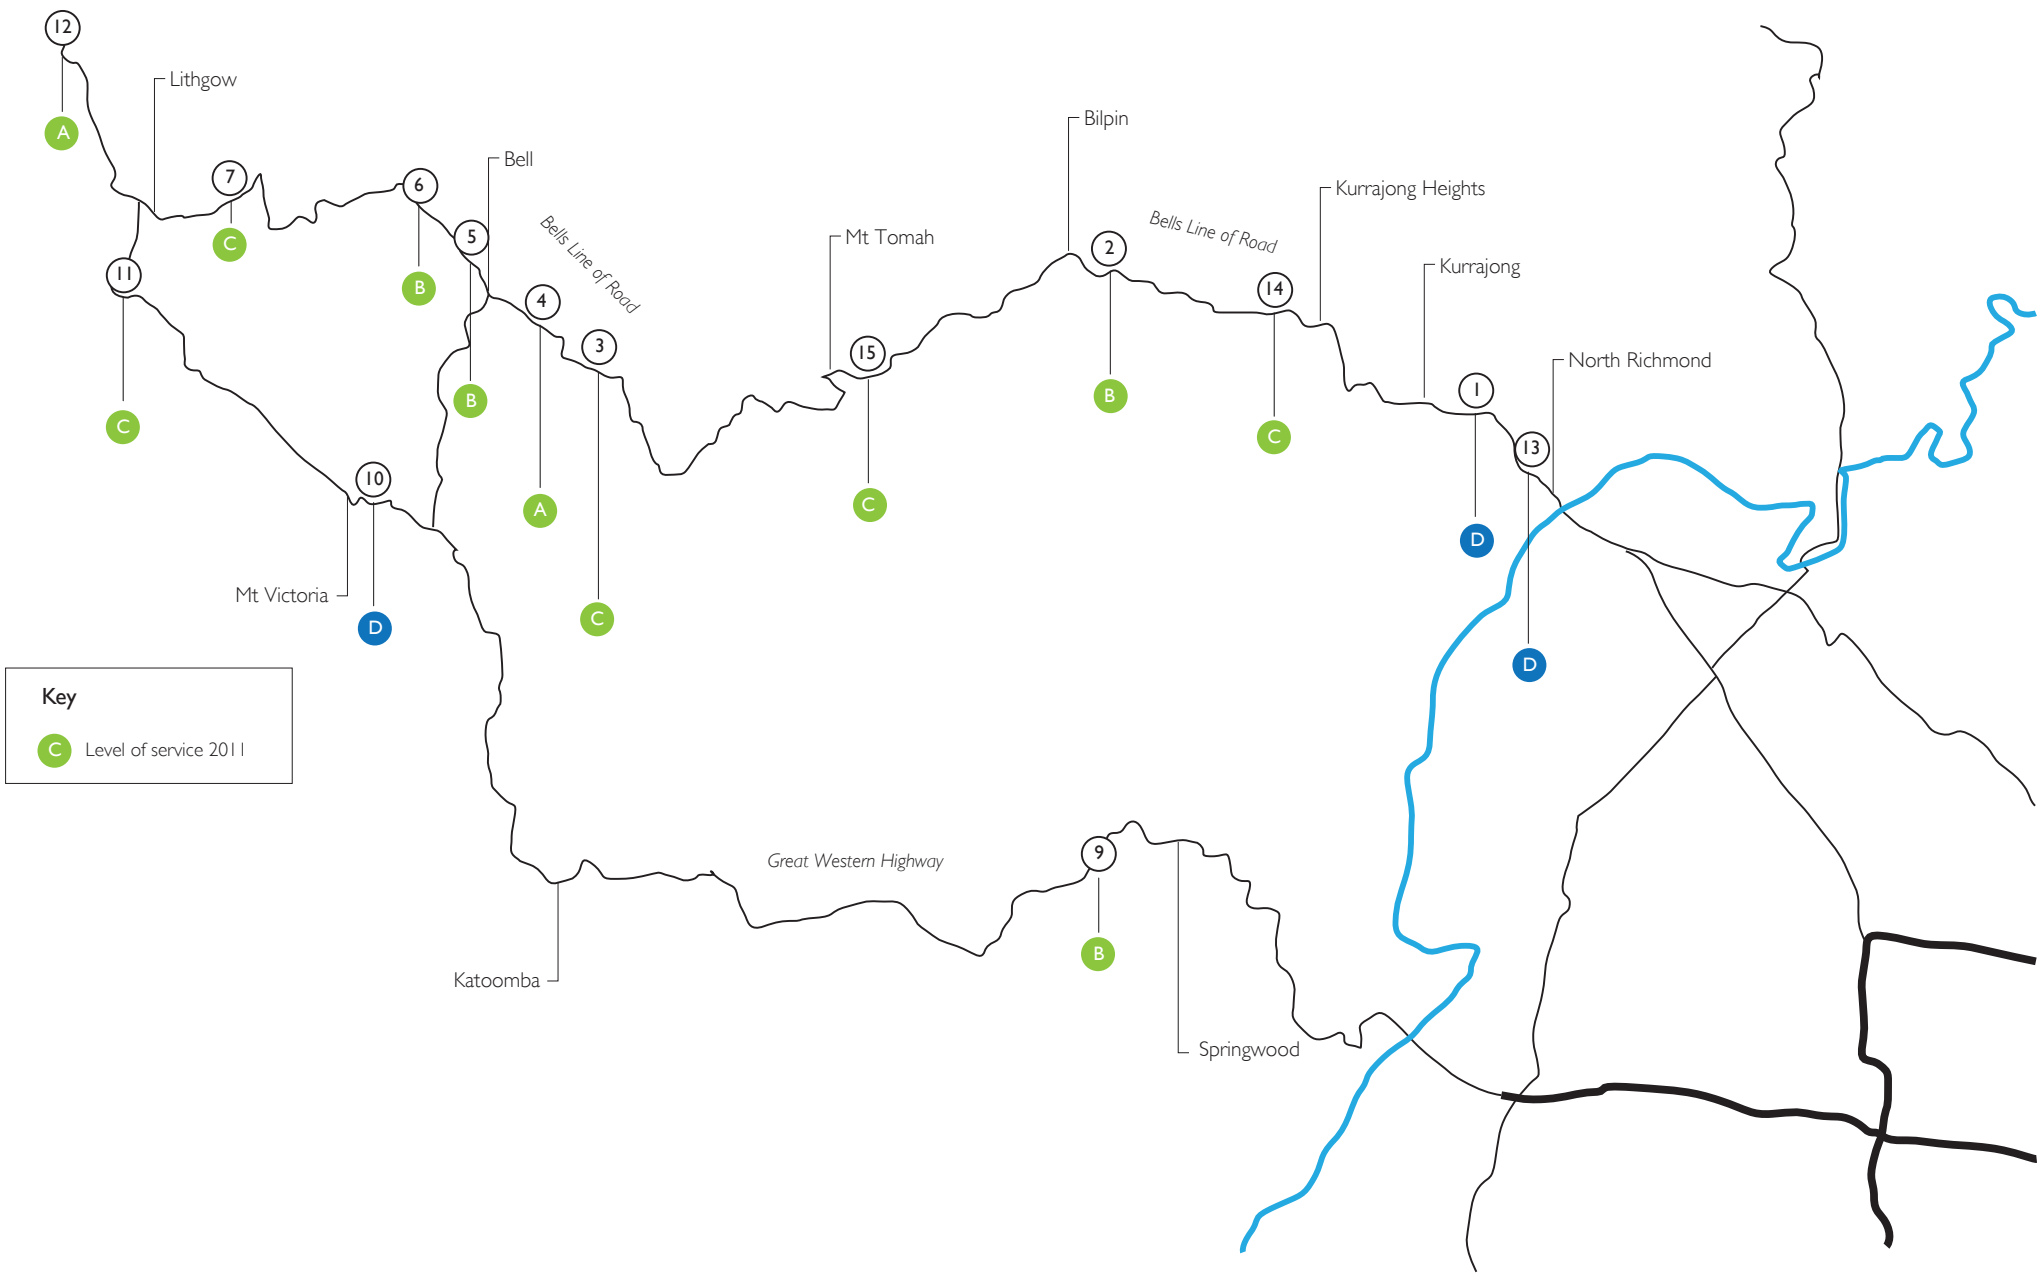 12
Lithgow
A
Bilpin
Bell
7
6
Kurrajong Heights
Bells Line of Road
Bells Line of Road
5
Mt Tomah
2
C
11
Kurrajong
B
14
4
3
15
North Richmond
1
B
B
C
C
13
10
C
A
D
Mt Victoria
C
D
D
Key
C Level of service 2011
9
Great Western Highway
B
Katoomba
Springwood